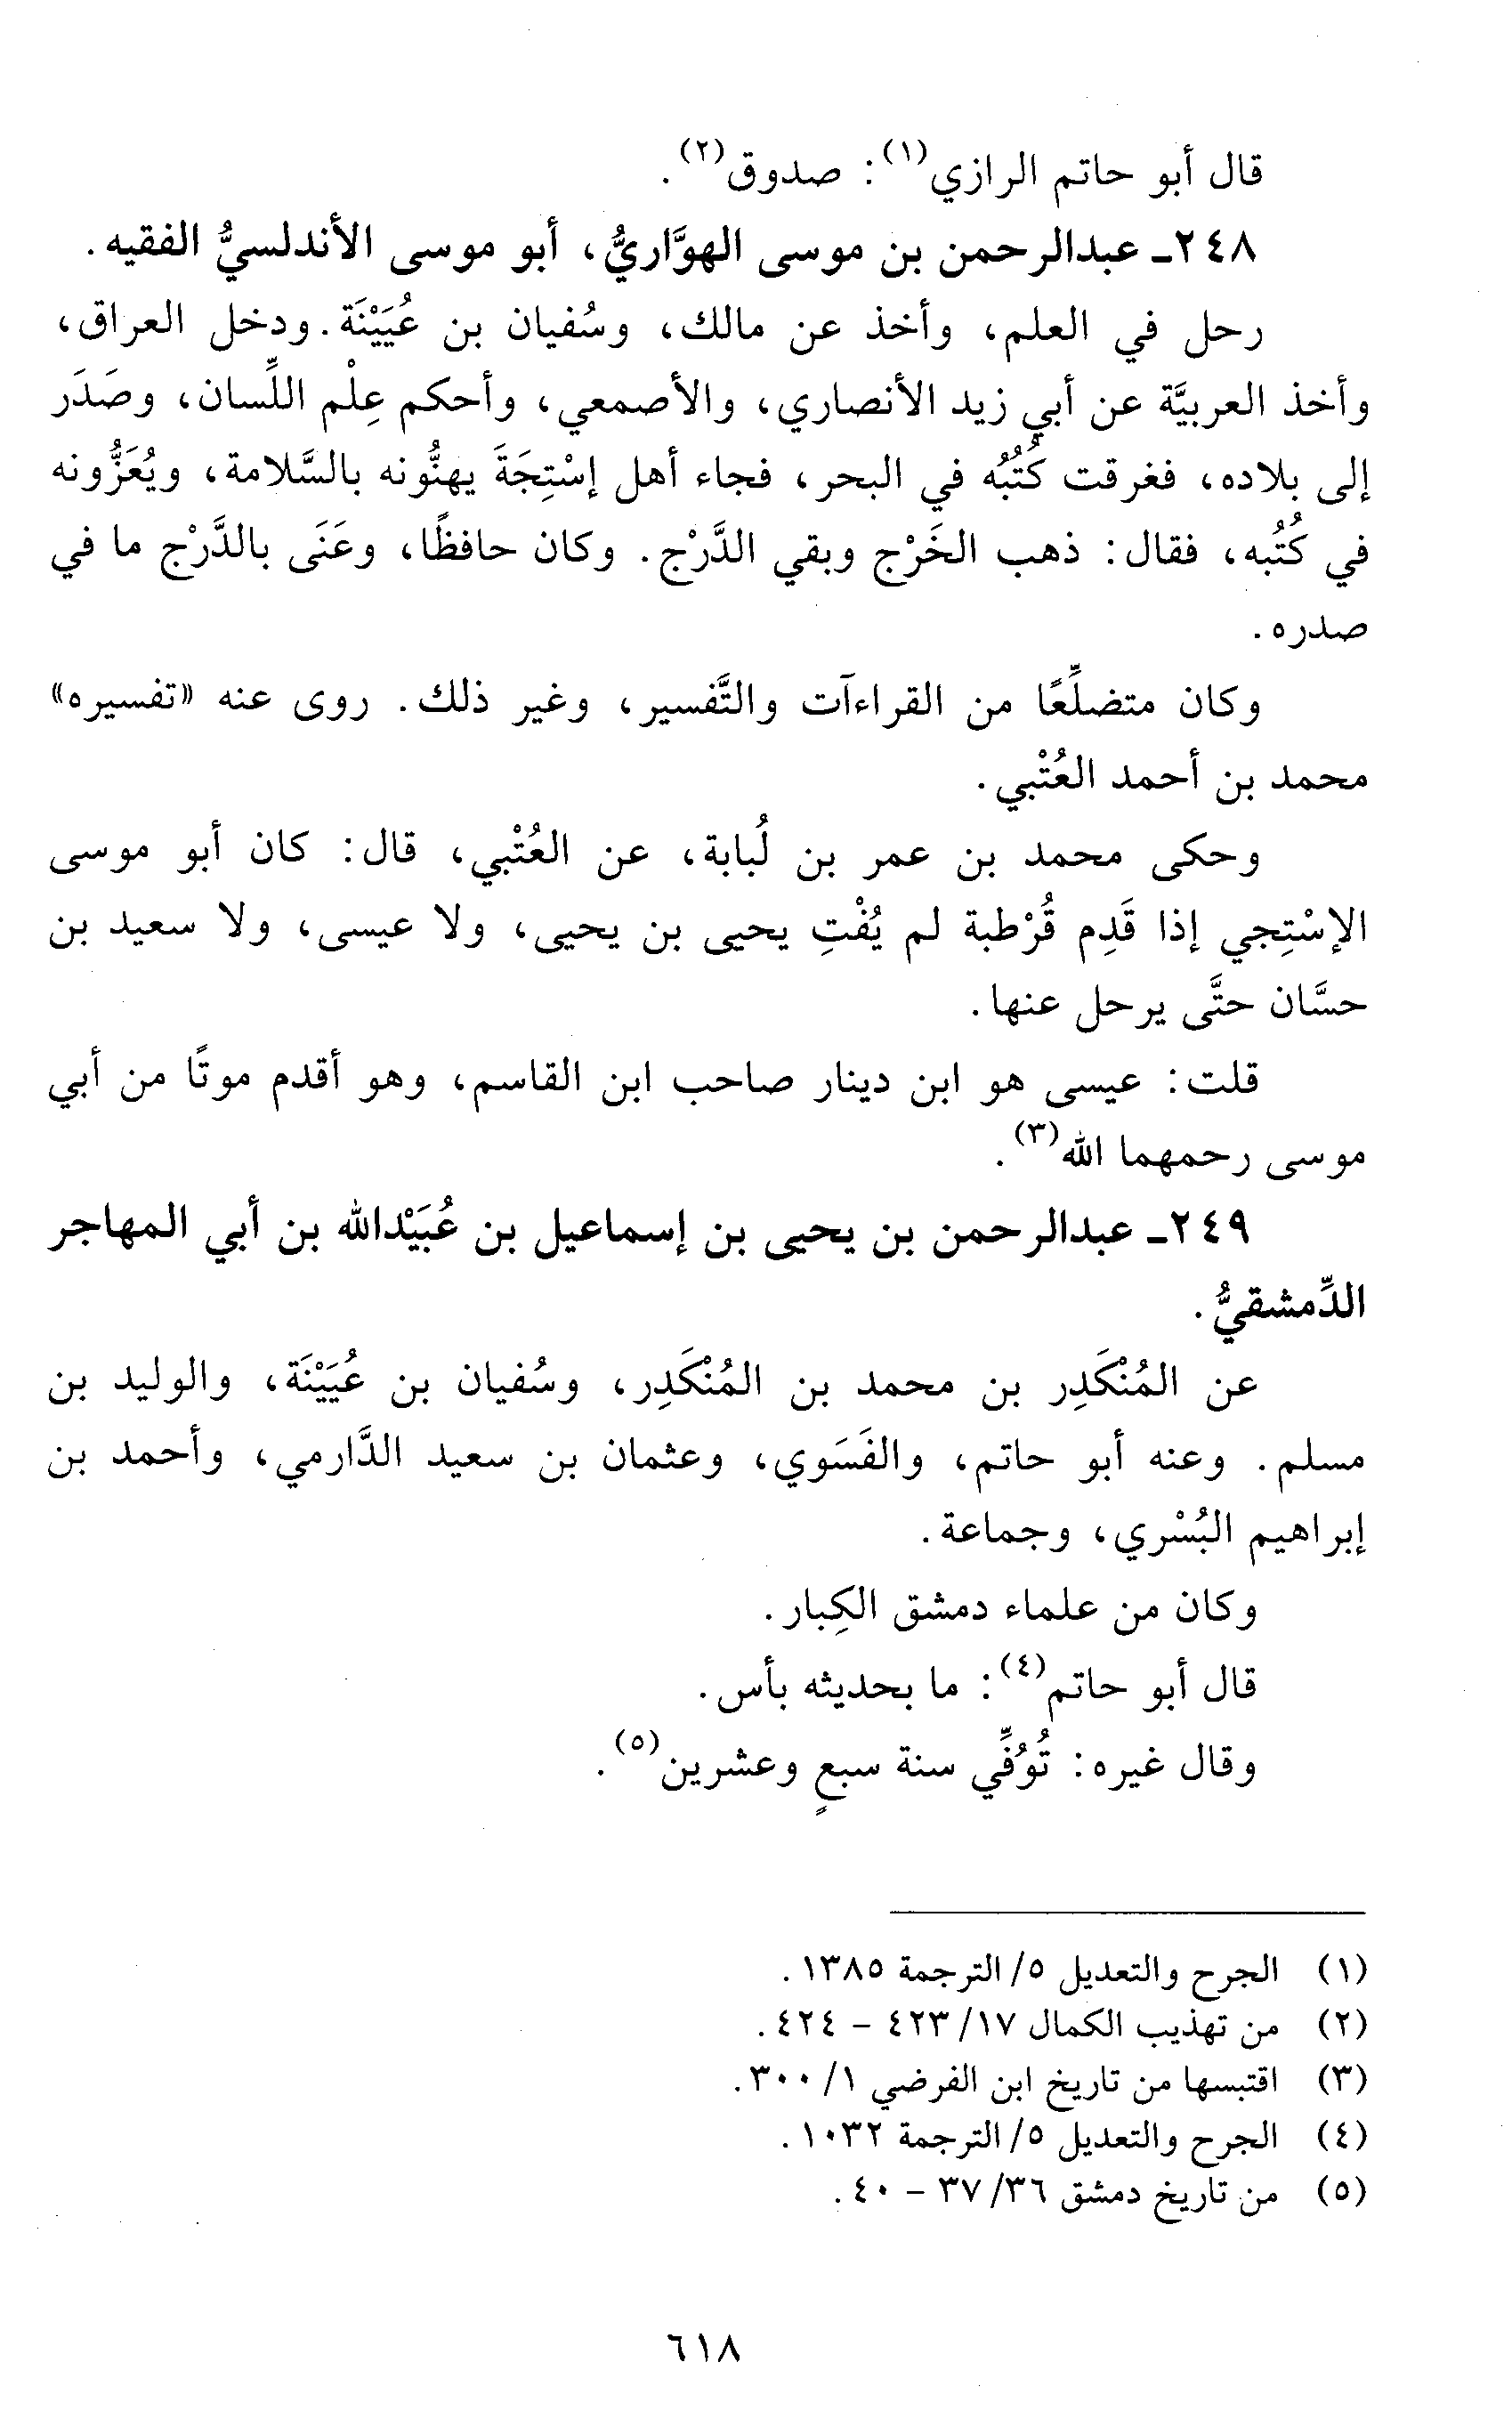 قال أبو حاتم الرازي(١): صدوق(٢).
٢٤٨ـ عبدالرحمن بن موسى الهوَّاريُّ، أبو موسى الأندلسيُّ الفقيه.
رحل في العلم، وأخذ عن مالك، وسُفيان بن عُيَيْنَة. ودخل العراق،
وأخذ العربيَّة عن أبي زيد الأنصاري، والأصمعي، وأحكم عِلْم اللِّسان، وصَدَر
إلى بلاده، فغرقت كُتُبُه في البحر، فجاء أهل إسْتِجَةَ يهنُّونه بالسَّلامة، ويُعَزُّونه
في كُتُبه، فقال: ذهب الخَرْج وبقي الدَّرْج. وكان حافظًا، وعَنَى بالدَّرْج ما في
صدره.
وكان متضلِّعًا من القراءآت والتَّفسير، وغير ذلك. روى عنه «تفسيره»
محمد بن أحمد العُتْبي.
وحكى محمد بن عمر بن لُبابة، عن العُتْبي، قال: كان أبو موسى
الإسْتِجي إذا قَدِم قُرْطبة لم يُفْتِ يحيى بن يحيى، ولا عيسى، ولا سعيد بن
حسَّان حتَّى يرحل عنها.
قلت: عيسى هو ابن دينار صاحب ابن القاسم، وهو أقدم موتًا من أبي
موسى رحمهما الله(٣).
٢٤٩ـ عبدالرحمن بن يحيى بن إسماعيل بن عُبَيْدالله بن أبي المهاجر
الدِّمشقيُّ.
عن المُنْكَدِر بن محمد بن المُنْكَدِر، وسُفيان بن عُيَيْنَة، والوليد بن
مسلم. وعنه أبو حاتم، والفَسَوي، وعثمان بن سعيد الدَّارمي، وأحمد بن
إبراهيم البُسْري، وجماعة.
وكان من علماء دمشق الكِبار.
قال أبو حاتم(٤): ما بحديثه بأس.
وقال غيره: تُوُفِّي سنة سبعٍ وعشرين(٥).
(١) الجرح والتعديل ٥/ الترجمة ١٣٨٥.
(٢) من تهذيب الكمال ١٧/ ٤٢٣ – ٤٢٤.
(٣) اقتبسها من تاريخ ابن الفرضي ١/ ٣٠٠.
(٤) الجرح والتعديل ٥/ الترجمة ١٠٣٢.
(٥) من تاريخ دمشق ٣٦/ ٣٧ – ٤٠.
٦١٨